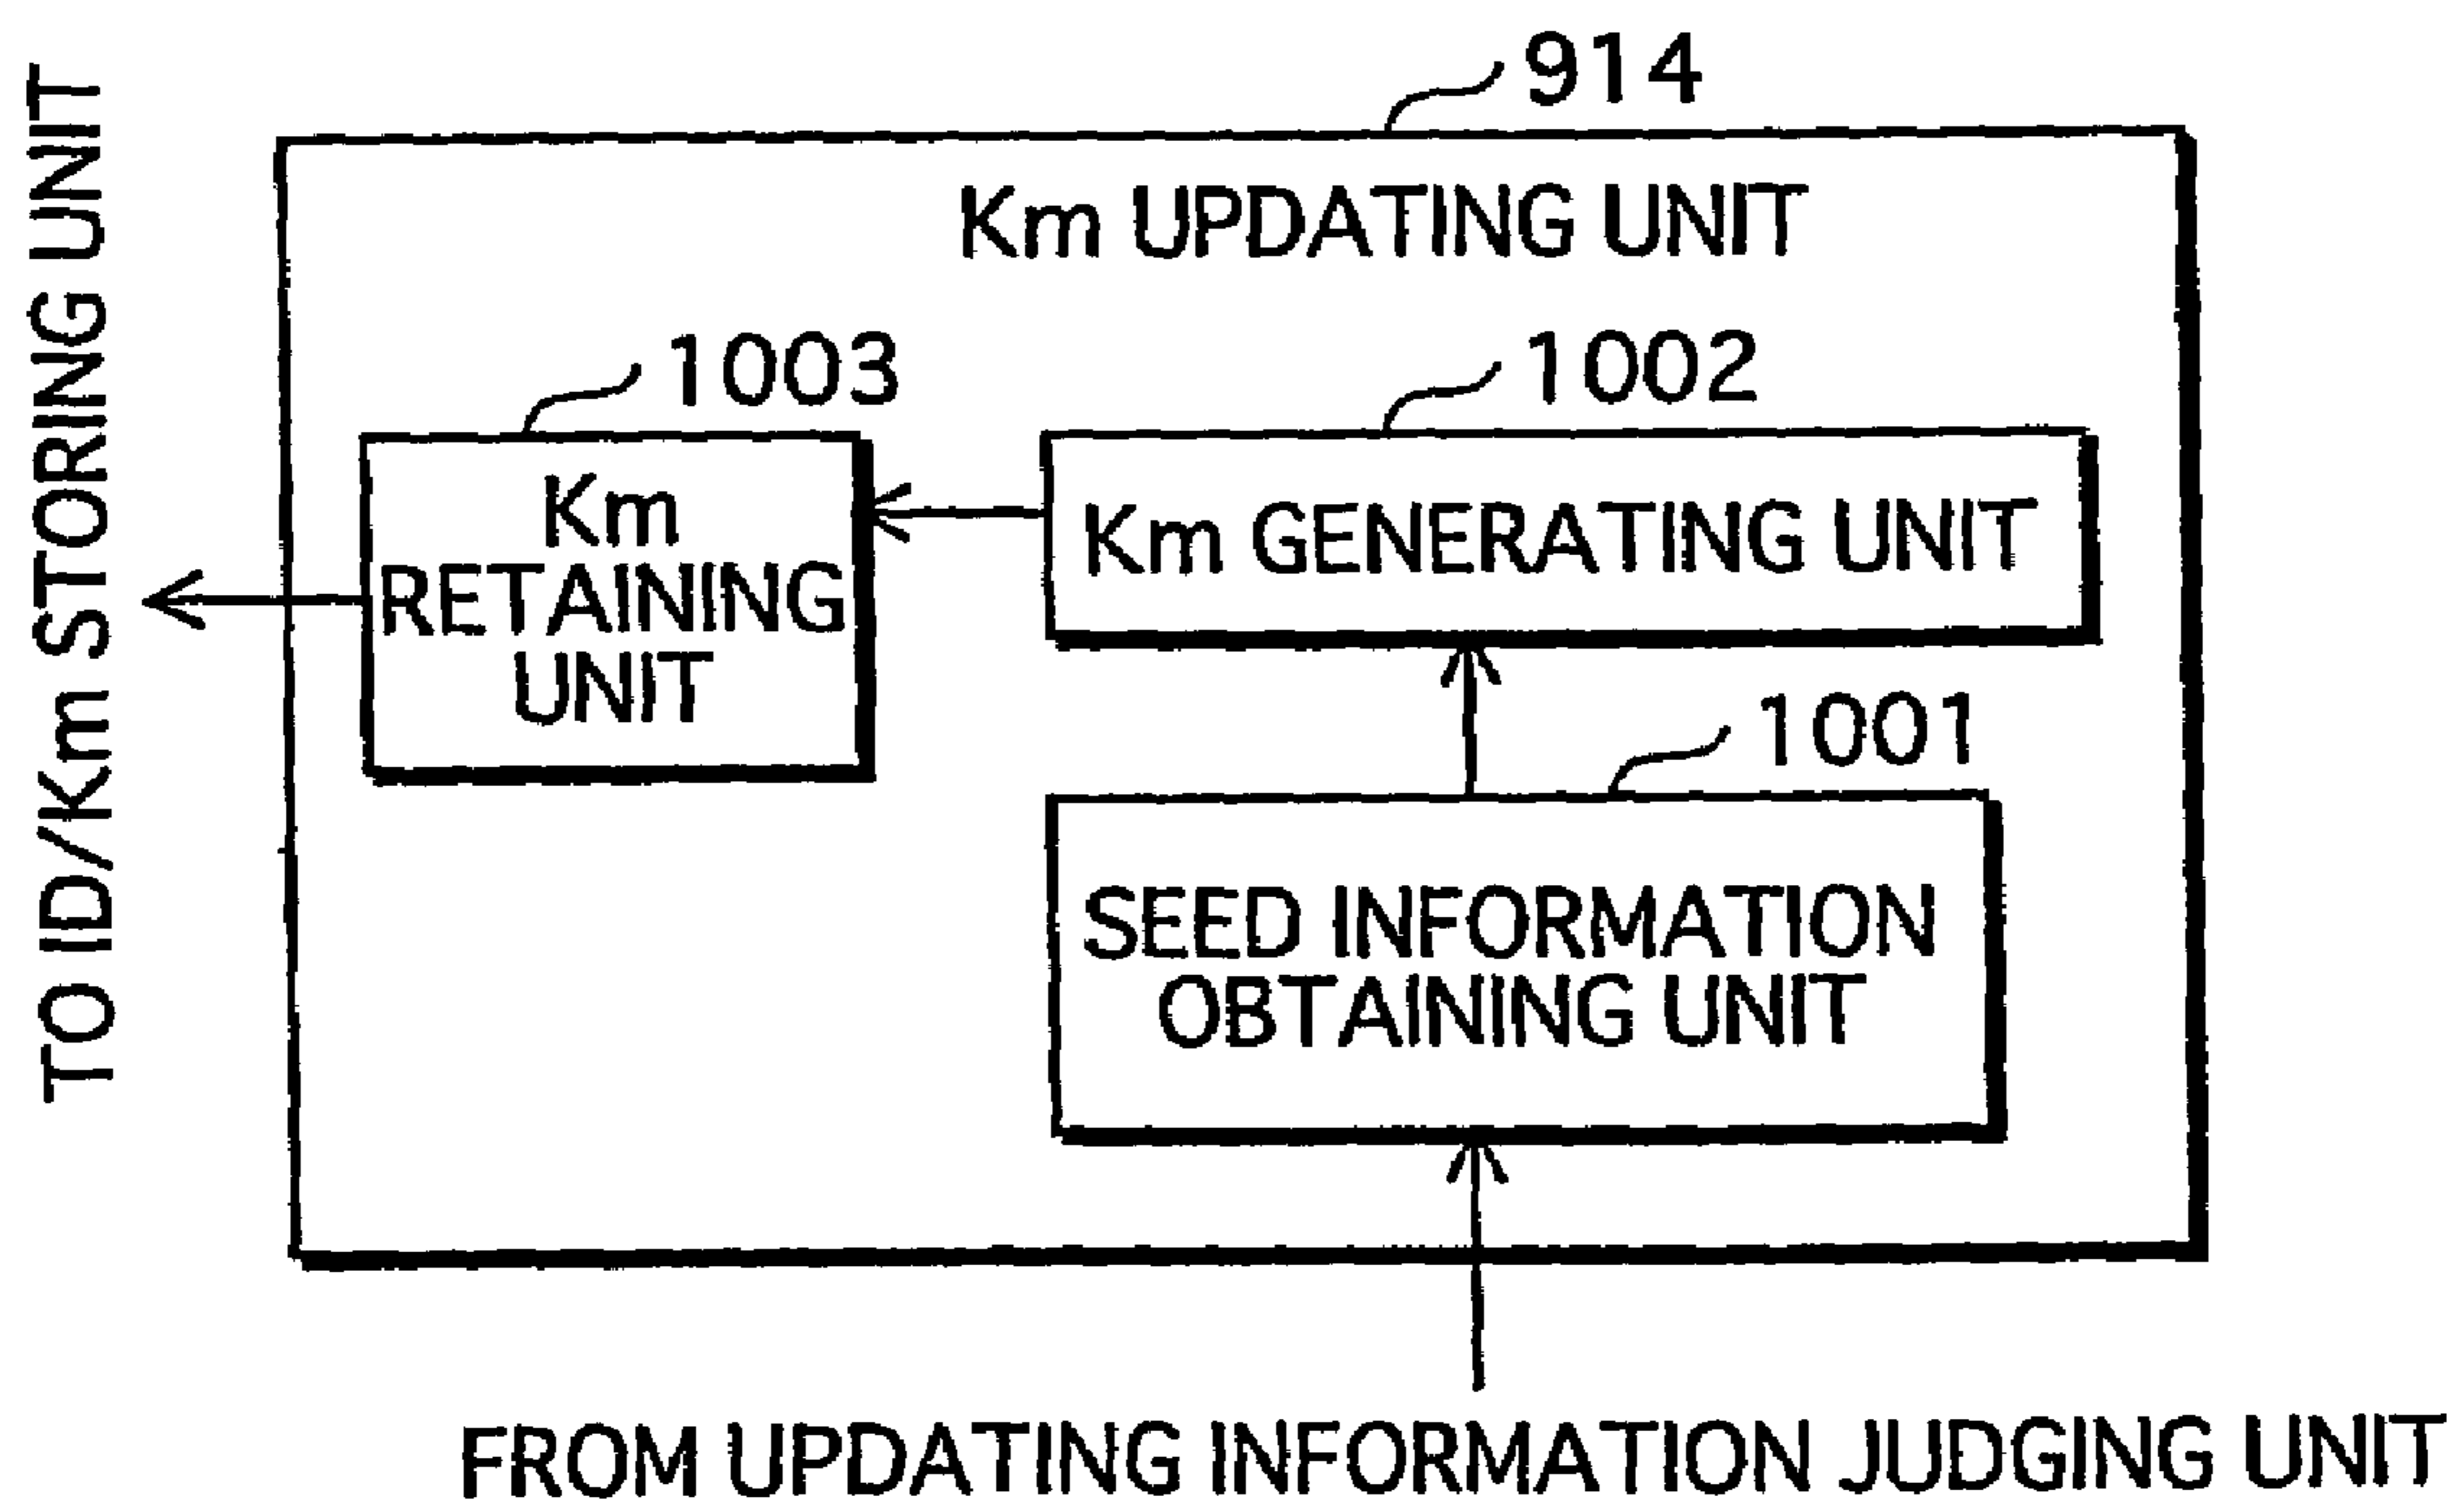 914
Km UPDATING UNIT
1003
1002
Km
RETAINING
UNIT
Km GENERATING UNIT
1001
SEED INFORMATION
OBTAINING UNIT
TO ID/Km STORING UNIT
FROM UPDATING INFORMATION JUDGING UNIT